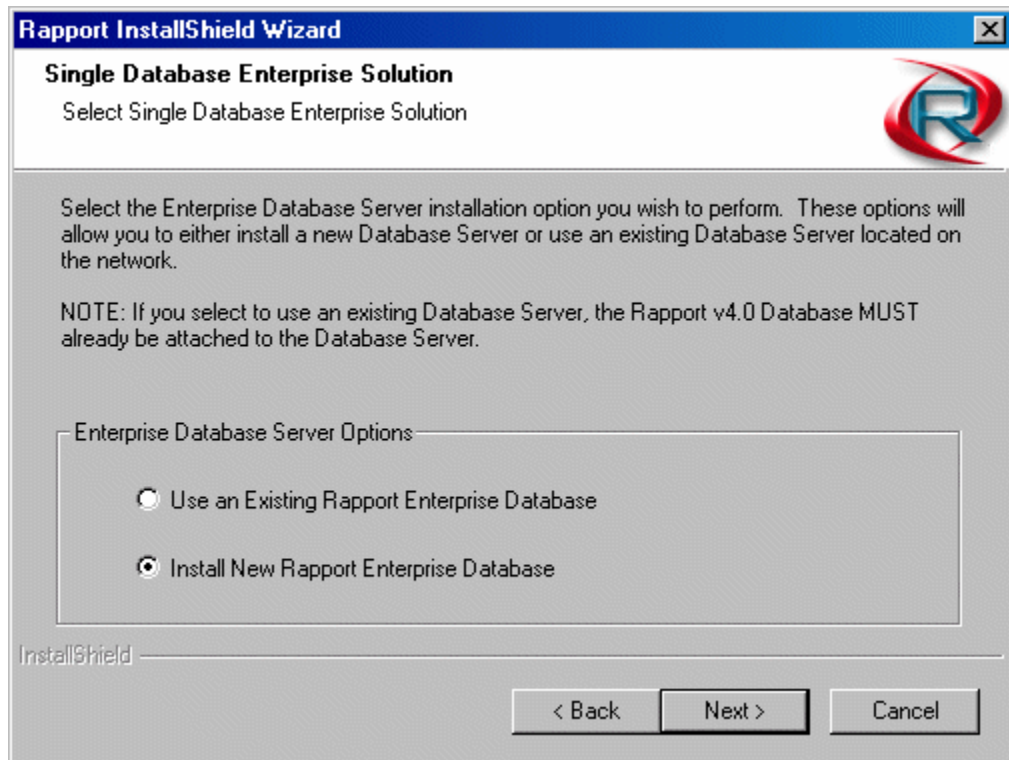 Rapport InstallShield Wizard
Single Database Enterprise Solution
Select Single Database Enterprise Solution
R
Select the Enterprise Database Server installation option you wish to perform.  These options will
allow you to either install a new Database Server or use an existing Database Server located on
the network.
NOTE: If you select to use an existing Database Server, the Rapport v4.0 Database MUST
already be attached to the Database Server.
Enterprise Database Server Options
Use an Existing Rapport Enterprise Database
Install New Rapport Enterprise Database
InstallShield
< Back Next > Cancel